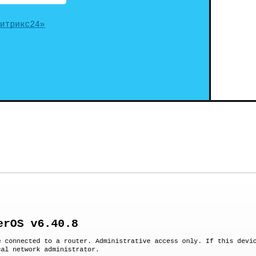 итрикс24»
erOS v6.40.8
connected to a router. Administrative access only. If this devic
al network administrator.